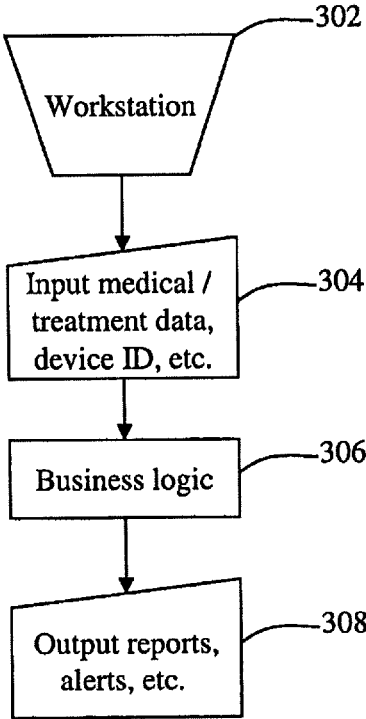 302
Workstation
304
Input medical /
treatment data,
device ID, etc.
306
Business logic
308
Output reports,
alerts, etc.